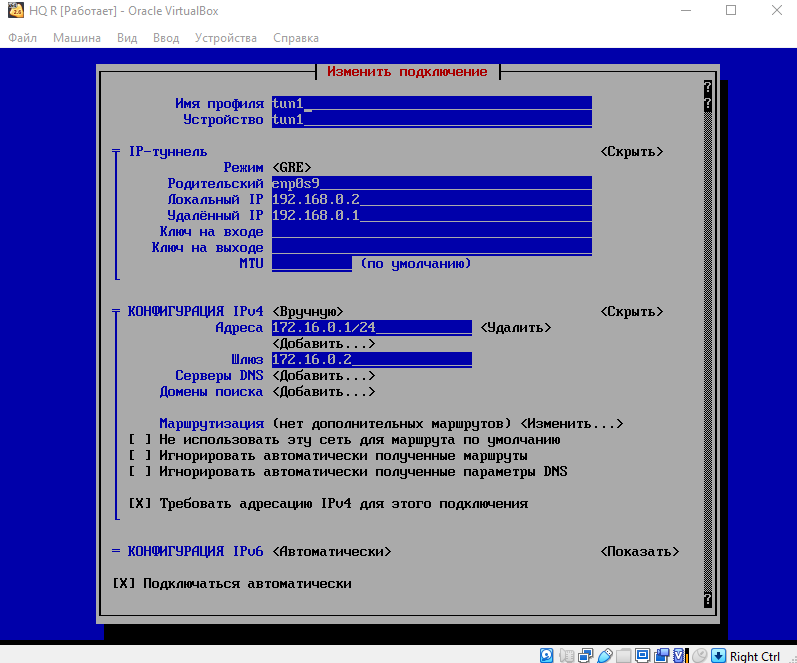 HQ R [Работает] - Oracle VirtualBox
Файл Машина Вид Ввод Устройства Справка
Изменить подключение
Имя профиля tun1
Устройство tun1
IP-туннель <Скрыть>
Режим <GRE>
Родительский enp0s9
Локальный IP 192.168.0.2
Удалённый IP 192.168.0.1
Ключ на входе
Ключ на выходе
MTU (по умолчанию)
КОНФИГУРАЦИЯ IPv4 <Вручную> <Скрыть>
Адреса 172.16.0.1/24 <Удалить>
<Добавить...>
Шлюз 172.16.0.2
Серверы DNS <Добавить...>
Домены поиска <Добавить...>
Маршрутизация (нет дополнительных маршрутов) <Изменить...>
[ ] Не использовать эту сеть для маршрута по умолчанию
[ ] Игнорировать автоматически полученные маршруты
[ ] Игнорировать автоматически полученные параметры DNS
[X] Требовать адресацию IPv4 для этого подключения
= КОНФИГУРАЦИЯ IPv6 <Автоматически> <Показать>
[X] Подключаться автоматически
Right Ctrl